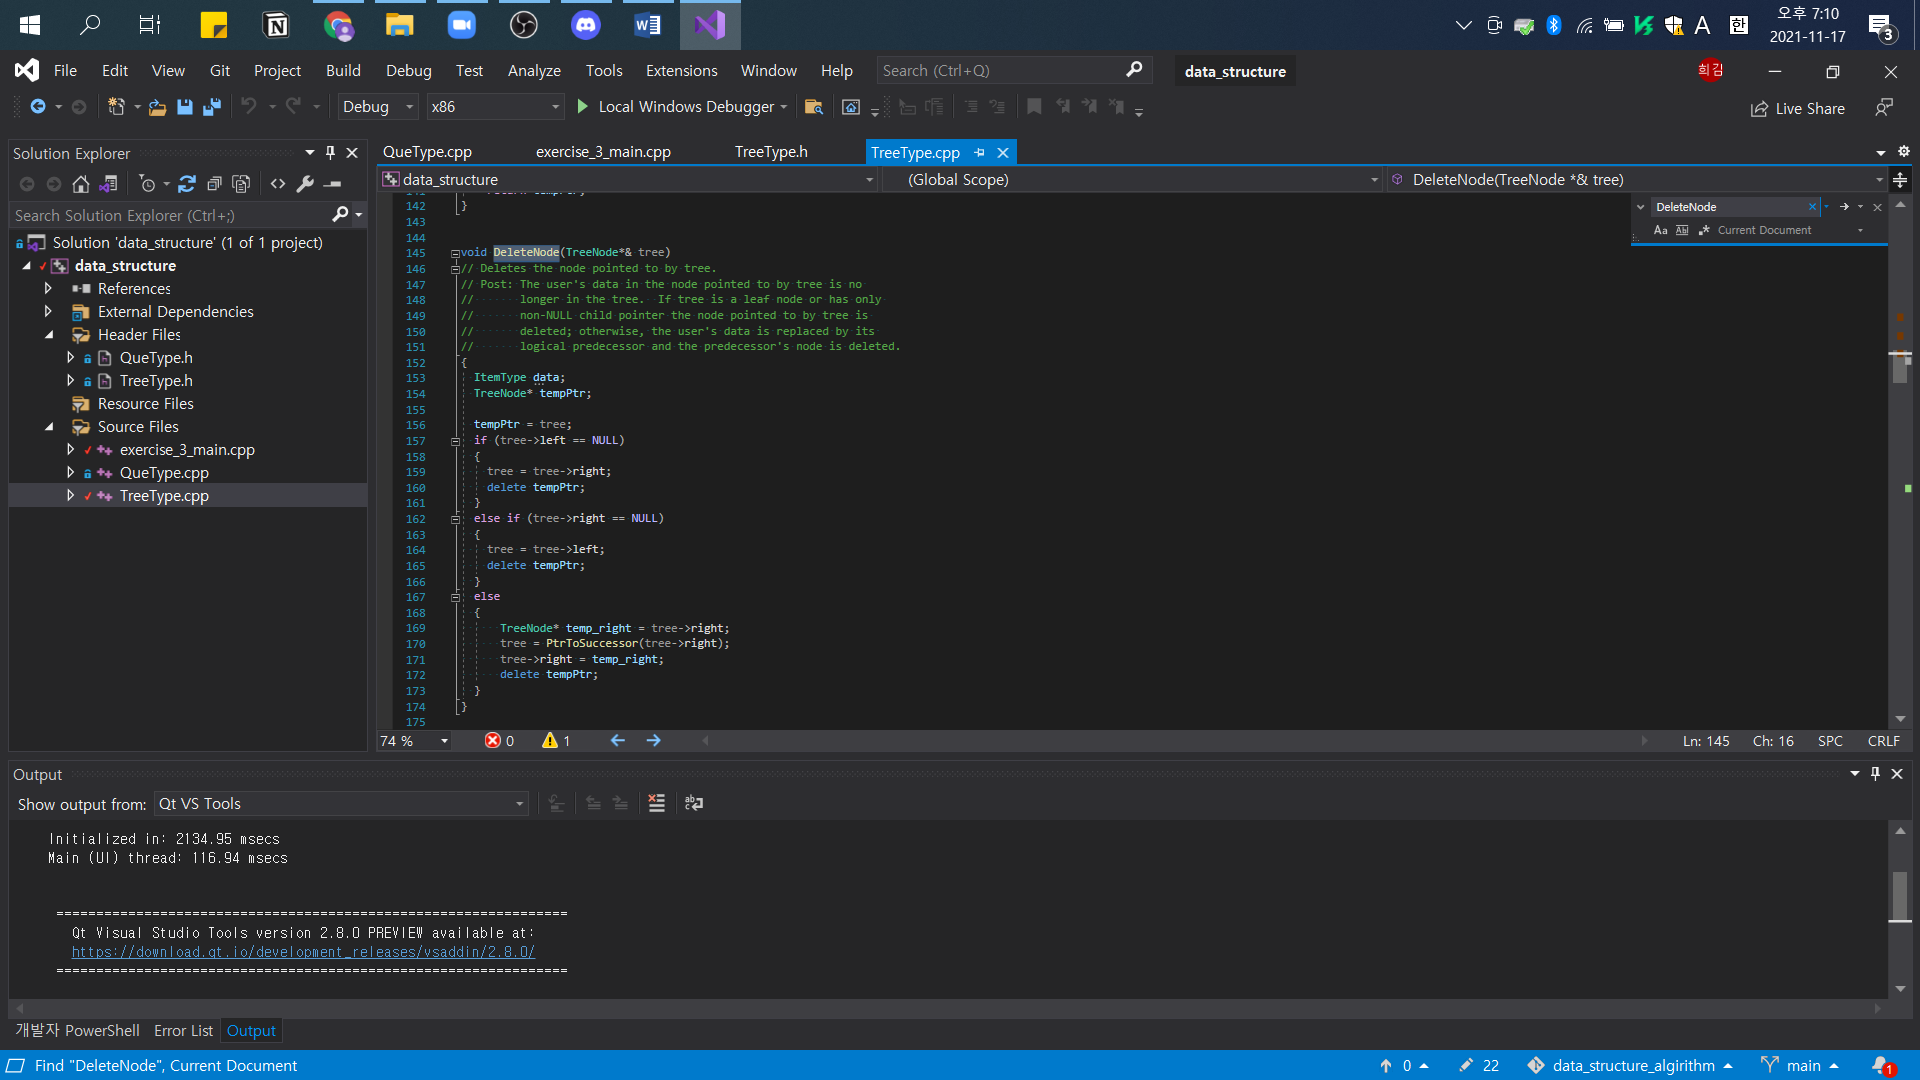 오후 7:10
2021-11-17
A
한
3
File Edit View Git Project Build Debug Test Analyze Tools Extensions Window Help
Search (Ctrl+Q)
data_structure
희김
Debug
x86
Local Windows Debugger
Live Share
Solution Explorer
Search Solution Explorer (Ctrl+;)
Solution 'data_structure' (1 of 1 project)
data_structure
References
External Dependencies
Header Files
QueType.h
TreeType.h
Resource Files
Source Files
exercise_3_main.cpp
QueType.cpp
TreeType.cpp
QueType.cpp exercise_3_main.cpp TreeType.h TreeType.cpp
data_structure (Global Scope) DeleteNode(TreeNode *& tree)
DeleteNode
Aa Ab Current Document
142 }
143
144
145 void DeleteNode(TreeNode*& tree)
146 // Deletes the node pointed to by tree.
147 // Post: The user's data in the node pointed to by tree is no
148 //       longer in the tree.  If tree is a leaf node or has only
149 //       non-NULL child pointer the node pointed to by tree is
150 //       deleted; otherwise, the user's data is replaced by its
151 //       logical predecessor and the predecessor's node is deleted.
152 {
153   ItemType data;
154   TreeNode* tempPtr;
155
156   tempPtr = tree;
157   if (tree->left == NULL)
158   {
159     tree = tree->right;
160     delete tempPtr;
161   }
162   else if (tree->right == NULL)
163   {
164     tree = tree->left;
165     delete tempPtr;
166   }
167   else
168   {
169       TreeNode* temp_right = tree->right;
170       tree = PtrToSuccessor(tree->right);
171       tree->right = temp_right;
172       delete tempPtr;
173   }
174 }
175
74 % 0 1 Ln: 145 Ch: 16 SPC CRLF
Output
Show output from: Qt VS Tools
Initialized in: 2134.95 msecs
Main (UI) thread: 116.94 msecs
================================================================
Qt Visual Studio Tools version 2.8.0 PREVIEW available at:
https://download.qt.io/development_releases/vsaddin/2.8.0/
================================================================
개발자 PowerShell Error List Output
Find "DeleteNode", Current Document
0 22 data_structure_algirithm main 1